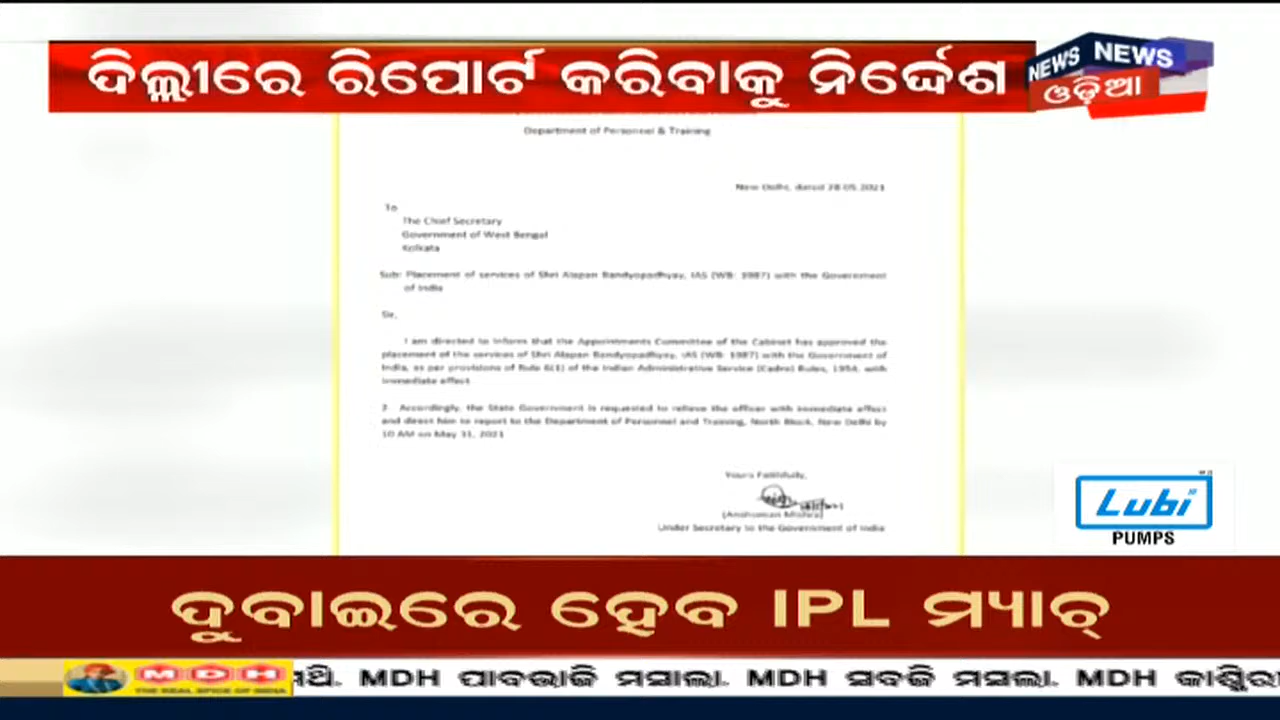 ଦିଲ୍ଲୀରେ ରିପୋର୍ଟ କରିବାକୁ ନିର୍ଦ୍ଦେଶ
NEWS NEWS
ଓଡ଼ିଆ
Department of Personnel & Training
New Delhi, dated 28.05.2021
To
The Chief Secretary
Government of West Bengal
Kolkata
Sub: Placement of services of Shri Alapan Bandyopadhyay, IAS (WB: 1987) with the Government
of India
Sir,
I am directed to inform that the Appointments Committee of the Cabinet has approved the
placement of the services of Shri Alapan Bandyopadhyay, IAS (WB: 1987) with the Government of
India, as per provisions of Rule 6(1) of the Indian Administrative Service (Cadre) Rules, 1954, with
immediate effect.
2 Accordingly, the State Government is requested to relieve the officer with immediate effect
and direct him to report to the Department of Personnel and Training, North Block, New Delhi by
10 AM on May 31, 2021
Yours Faithfully,
(Anshuman Mishra)
Under Secretary to the Government of India
Lubi
PUMPS
ଦୁବାଇରେ ହେବ IPL ମ୍ୟାଚ୍
MDH
THE REAL SPICE OF INDIA
MDH ପାବଭାଜି ମସାଲା. MDH ସବଜି ମସଲା. MDH କାଶ୍ମିରୀ